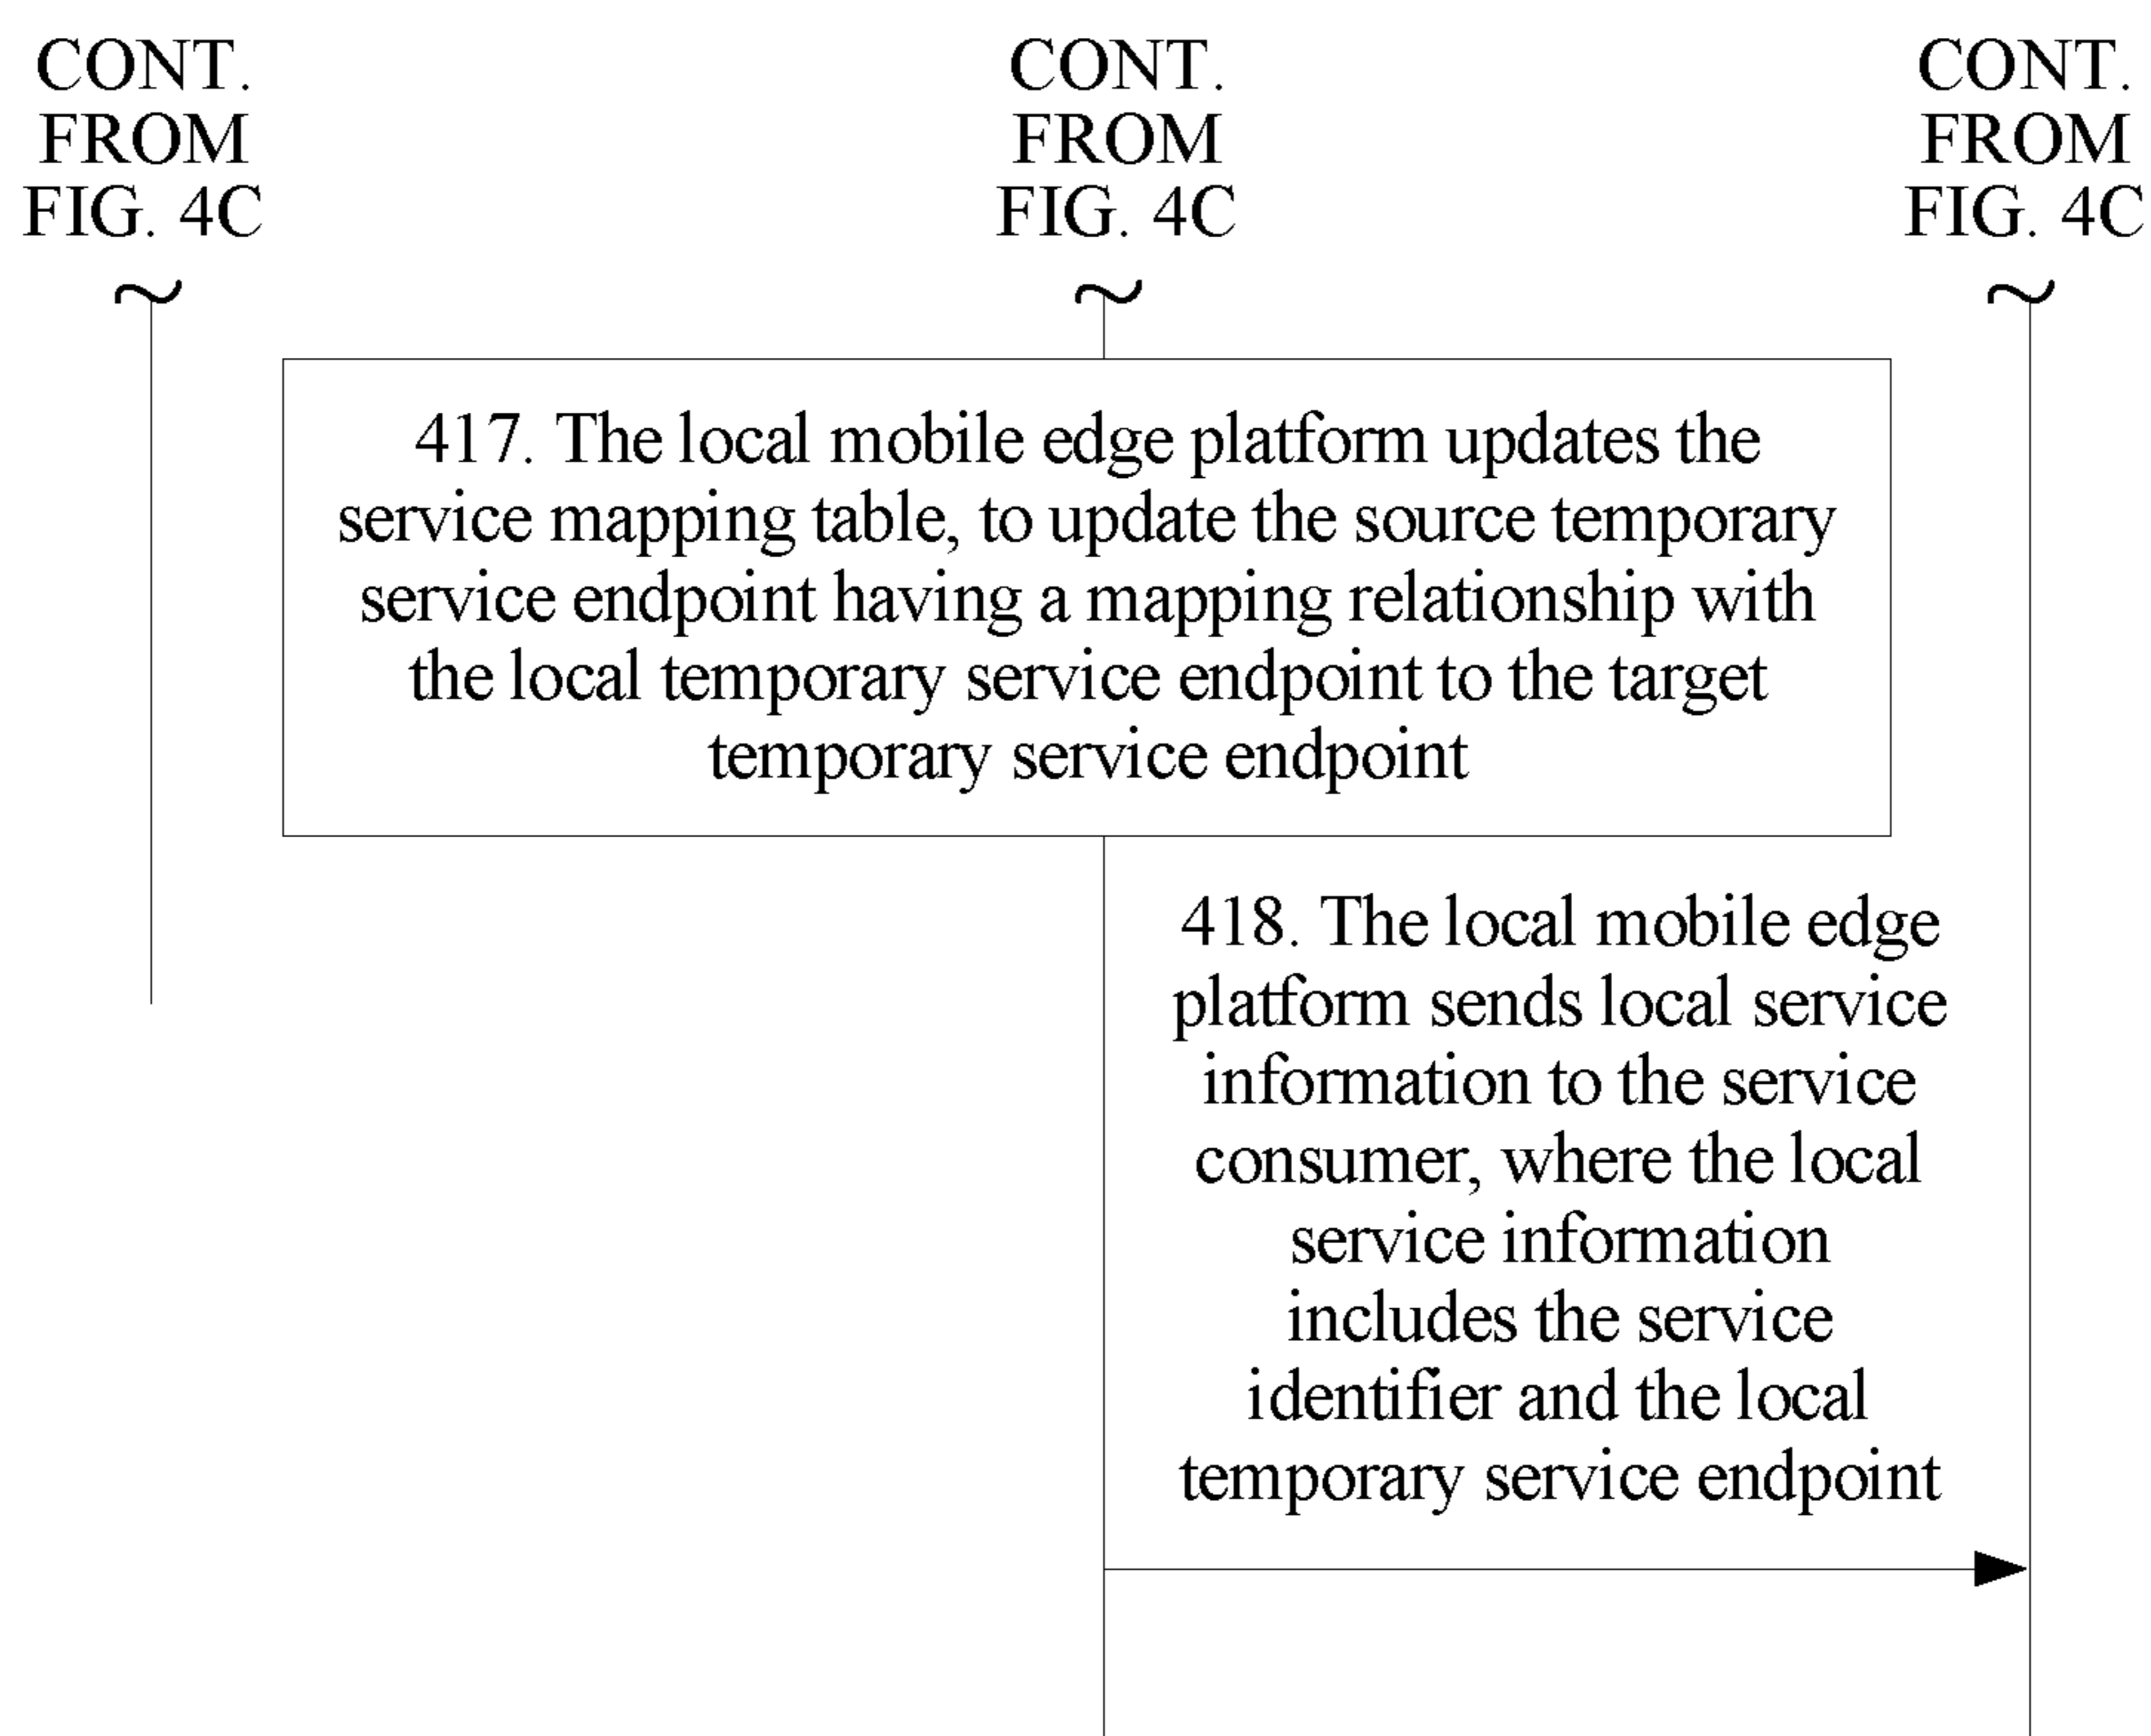 CONT.
FROM
FIG. 4C
CONT.
FROM
FIG. 4C
CONT.
FROM
FIG. 4C
417. The local mobile edge platform updates the
service mapping table, to update the source temporary
service endpoint having a mapping relationship with
the local temporary service endpoint to the target
temporary service endpoint
418. The local mobile edge
platform sends local service
information to the service
consumer, where the local
service information
includes the service
identifier and the local
temporary service endpoint